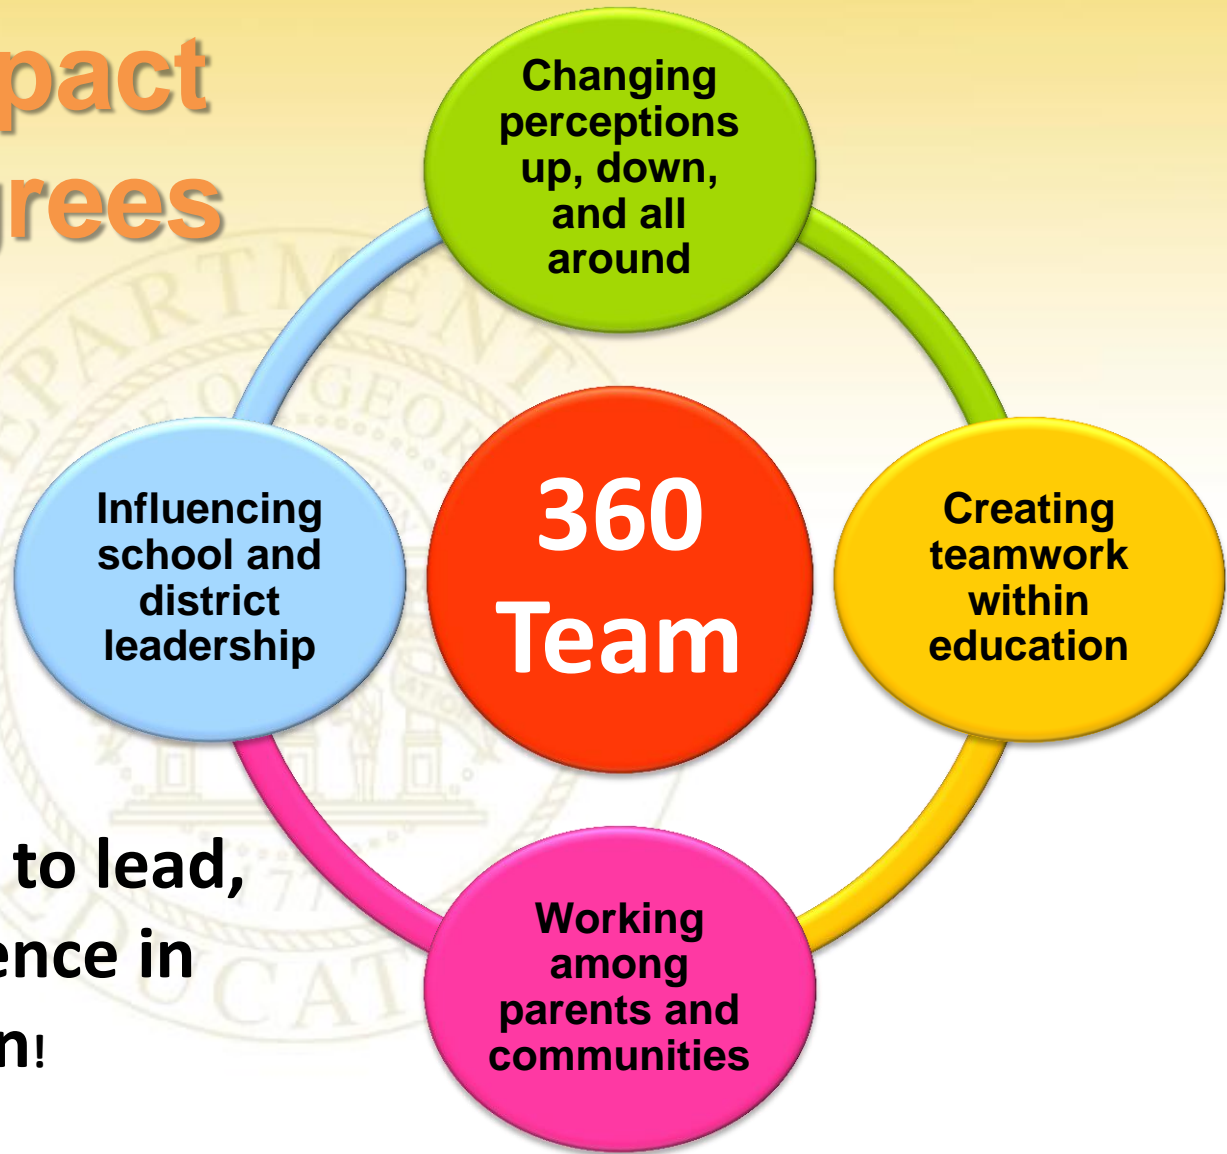 pact
grees
Changing
perceptions
up, down,
and all
around
Influencing
school and
district
leadership
360
Team
Creating
teamwork
within
education
to lead,
ence in
n!
Working
among
parents and
communities